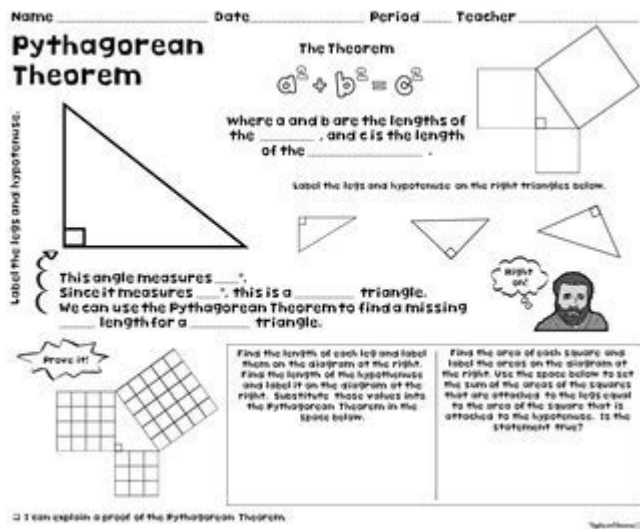 Name Date Period Teacher
Pythagorean
Theorem
The Theorem
a² + b² = c²
where a and b are the lengths of
the ______ , and c is the length
of the ____________ .
Label the legs and hypotenuse.
Label the legs and hypotenuse on the right triangles below.
This angle measures ___°.
Since it measures ___°, this is a ______ triangle.
We can use the Pythagorean Theorem to find a missing
____ length for a ______ triangle.
Right
on!
Prove it!
Find the length of each leg and label
them on the diagram at the right.
Find the length of the hypothenuse
and label it on the diagram at the
right. Substitute those values into
the Pythagorean Theorem in the
space below.
Find the area of each square and
label the areas on the diagram at
the right. Use the space below to set
the sum of the areas of the squares
that are attached to the legs equal
to the area of the square that is
attached to the hypotenuse. Is the
statement true?
I can explain a proof of the Pythagorean Theorem.